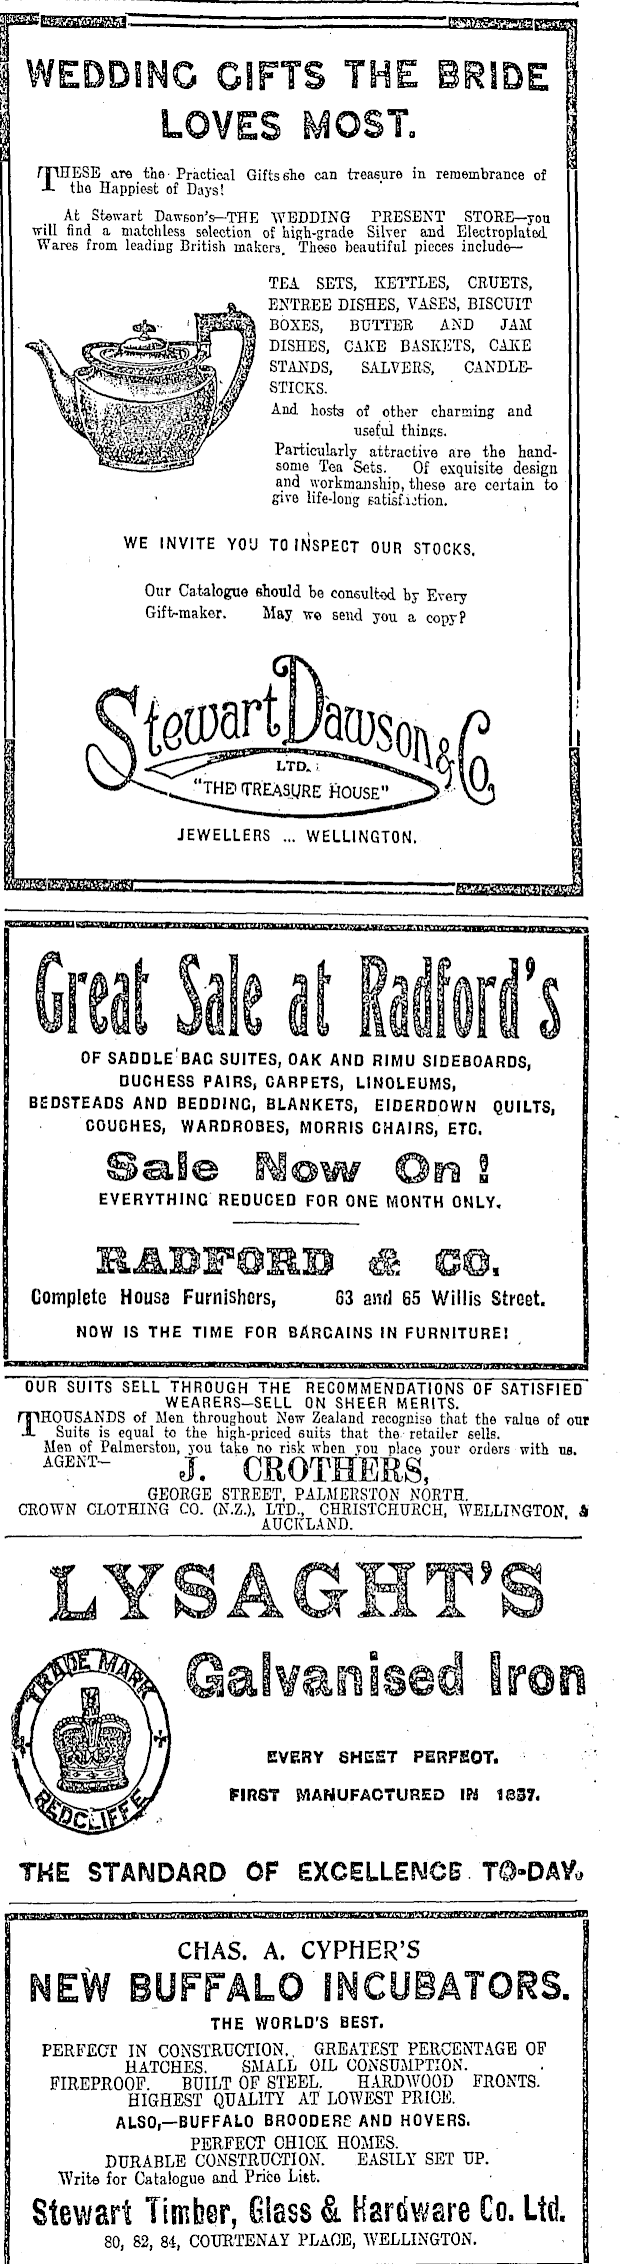 WEDDING GIFTS THE BRIDE
LOVES MOST.
THESE are the Practical Gifts she can treasure in remembrance of
the Happiest of Days!
At Stewart Dawson's—THE WEDDING PRESENT STORE—you
will find a matchless selection of high-grade Silver and Electroplated
Wares from leading British makers. These beautiful pieces include—
TEA SETS, KETTLES, CRUETS,
ENTREE DISHES, VASES, BISCUIT
BOXES, BUTTER AND JAM
DISHES, CAKE BASKETS, CAKE
STANDS, SALVERS, CANDLE-
STICKS.
And hosts of other charming and
useful things.
Particularly attractive are the hand-
some Tea Sets. Of exquisite design
and workmanship, these are certain to
give life-long satisfaction.
WE INVITE YOU TO INSPECT OUR STOCKS.
Our Catalogue should be consulted by Every
Gift-maker. May we send you a copy?
Stewart Dawson & Co.
LTD.
"THE TREASURE HOUSE"
JEWELLERS ... WELLINGTON.
Great Sale at Radford's
OF SADDLE BAG SUITES, OAK AND RIMU SIDEBOARDS,
DUCHESS PAIRS, CARPETS, LINOLEUMS,
BEDSTEADS AND BEDDING, BLANKETS, EIDERDOWN QUILTS,
COUCHES, WARDROBES, MORRIS CHAIRS, ETC.
Sale Now On!
EVERYTHING REDUCED FOR ONE MONTH ONLY.
RADFORD & CO.
Complete House Furnishers, 63 and 65 Willis Street.
NOW IS THE TIME FOR BARGAINS IN FURNITURE!
OUR SUITS SELL THROUGH THE RECOMMENDATIONS OF SATISFIED
WEARERS—SELL ON SHEER MERITS.
THOUSANDS of Men throughout New Zealand recognise that the value of our
Suits is equal to the high-priced suits that the retailer sells.
Men of Palmerston, you take no risk when you place your orders with us.
AGENT—
J. CROTHERS,
GEORGE STREET, PALMERSTON NORTH.
CROWN CLOTHING CO. (N.Z.), LTD., CHRISTCHURCH, WELLINGTON, &
AUCKLAND.
LYSAGHT'S
Galvanised Iron
TRADE MARK
REDCLIFFE
EVERY SHEET PERFECT.
FIRST MANUFACTURED IN 1837.
THE STANDARD OF EXCELLENCE TO-DAY.
CHAS. A. CYPHER'S
NEW BUFFALO INCUBATORS.
THE WORLD'S BEST.
PERFECT IN CONSTRUCTION. GREATEST PERCENTAGE OF
HATCHES. SMALL OIL CONSUMPTION.
FIREPROOF. BUILT OF STEEL. HARDWOOD FRONTS.
HIGHEST QUALITY AT LOWEST PRICE.
ALSO,—BUFFALO BROODERS AND HOVERS.
PERFECT CHICK HOMES.
DURABLE CONSTRUCTION. EASILY SET UP.
Write for Catalogue and Price List.
Stewart Timber, Glass & Hardware Co. Ltd.
80, 82, 84, COURTENAY PLACE, WELLINGTON.